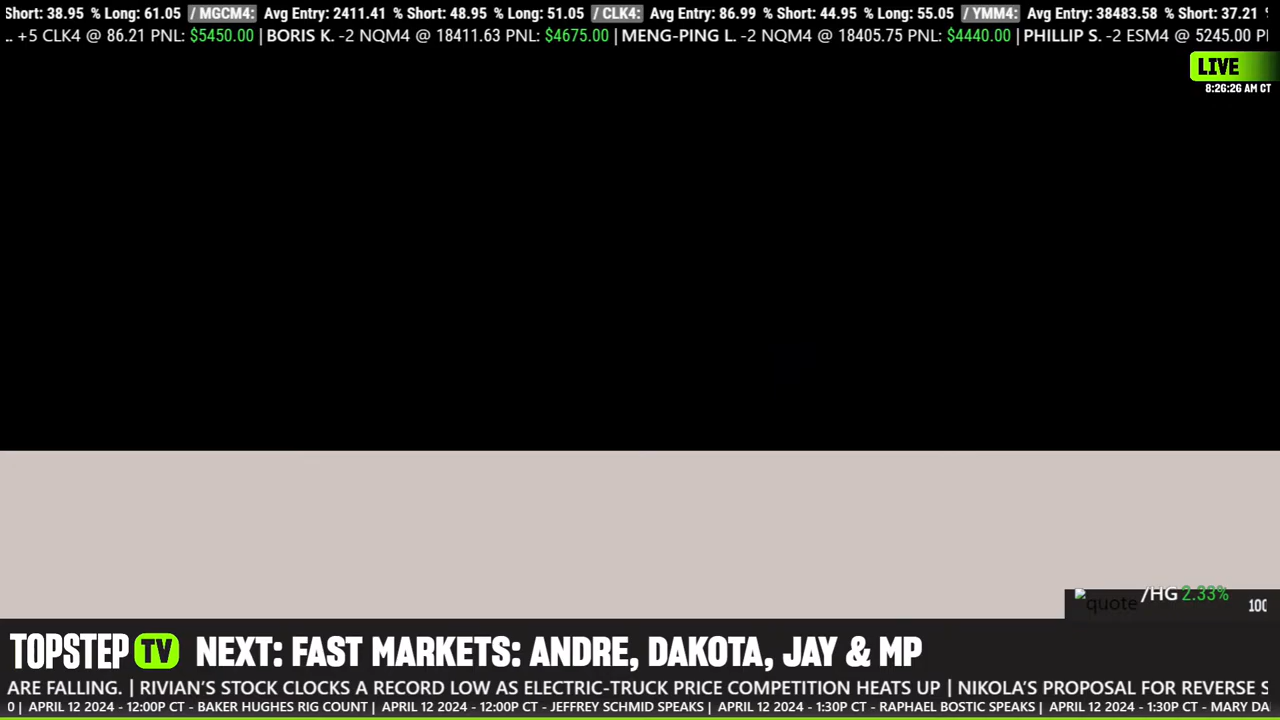 Short: 38.95 % Long: 61.05 / MGCM4: Avg Entry: 2411.41 % Short: 48.95 % Long: 51.05 / CLK4: Avg Entry: 86.99 % Short: 44.95 % Long: 55.05 / YMM4: Avg Entry: 38483.58 % Short: 37.21
.. +5 CLK4 @ 86.21 PNL: $5450.00 | BORIS K. -2 NQM4 @ 18411.63 PNL: $4675.00 | MENG-PING L. -2 NQM4 @ 18405.75 PNL: $4440.00 | PHILLIP S. -2 ESM4 @ 5245.00
LIVE
8:26:26 AM CT
quote /HG 2.33%
100
TOPSTEP TV NEXT: FAST MARKETS: ANDRE, DAKOTA, JAY & MP
ARE FALLING. | RIVIAN'S STOCK CLOCKS A RECORD LOW AS ELECTRIC-TRUCK PRICE COMPETITION HEATS UP | NIKOLA'S PROPOSAL FOR REVERSE S
0 | APRIL 12 2024 - 12:00P CT - BAKER HUGHES RIG COUNT | APRIL 12 2024 - 12:00P CT - JEFFREY SCHMID SPEAKS | APRIL 12 2024 - 1:30P CT - RAPHAEL BOSTIC SPEAKS | APRIL 12 2024 - 1:30P CT - MARY DA